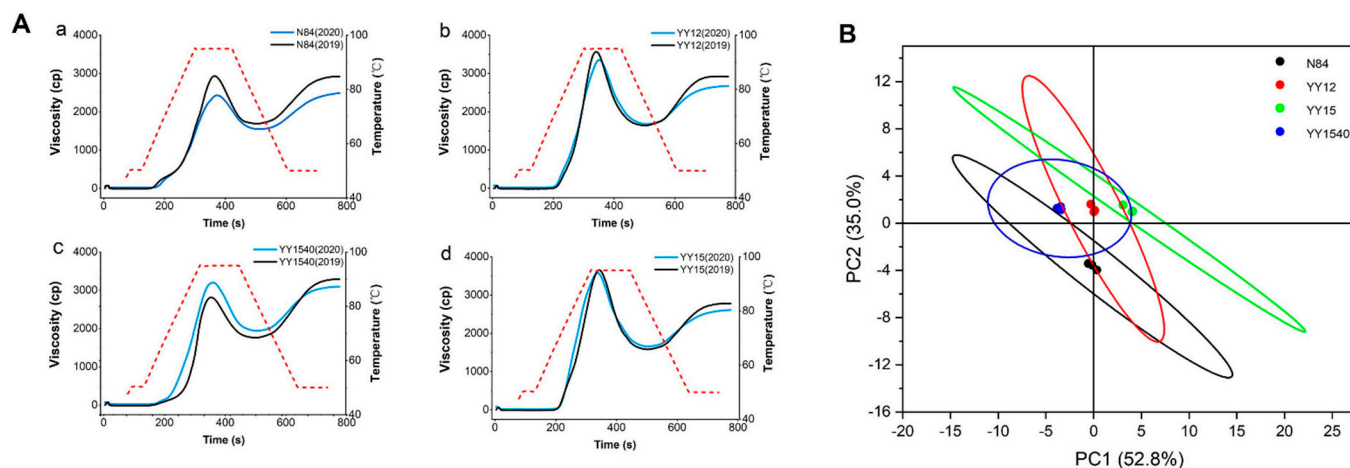 A
a
N84(2020)
N84(2019)
4000
3000
2000
1000
0
Viscosity (cp)
100
80
60
40
Temperature (℃)
0
200
400
600
800
Time (s)
b
YY12(2020)
YY12(2019)
4000
3000
2000
1000
0
Viscosity (cp)
100
80
60
40
Temperature (℃)
0
200
400
600
800
Time (s)
c
YY1540(2020)
YY1540(2019)
4000
3000
2000
1000
0
Viscosity (cp)
100
80
60
40
Temperature (℃)
0
200
400
600
800
Time (s)
d
YY15(2020)
YY15(2019)
4000
3000
2000
1000
0
Viscosity (cp)
100
80
60
40
Temperature (℃)
0
200
400
600
800
Time (s)
B
N84
YY12
YY15
YY1540
12
8
4
0
-4
-8
-12
-16
PC2 (35.0%)
-20
-15
-10
-5
0
5
10
15
20
25
PC1 (52.8%)